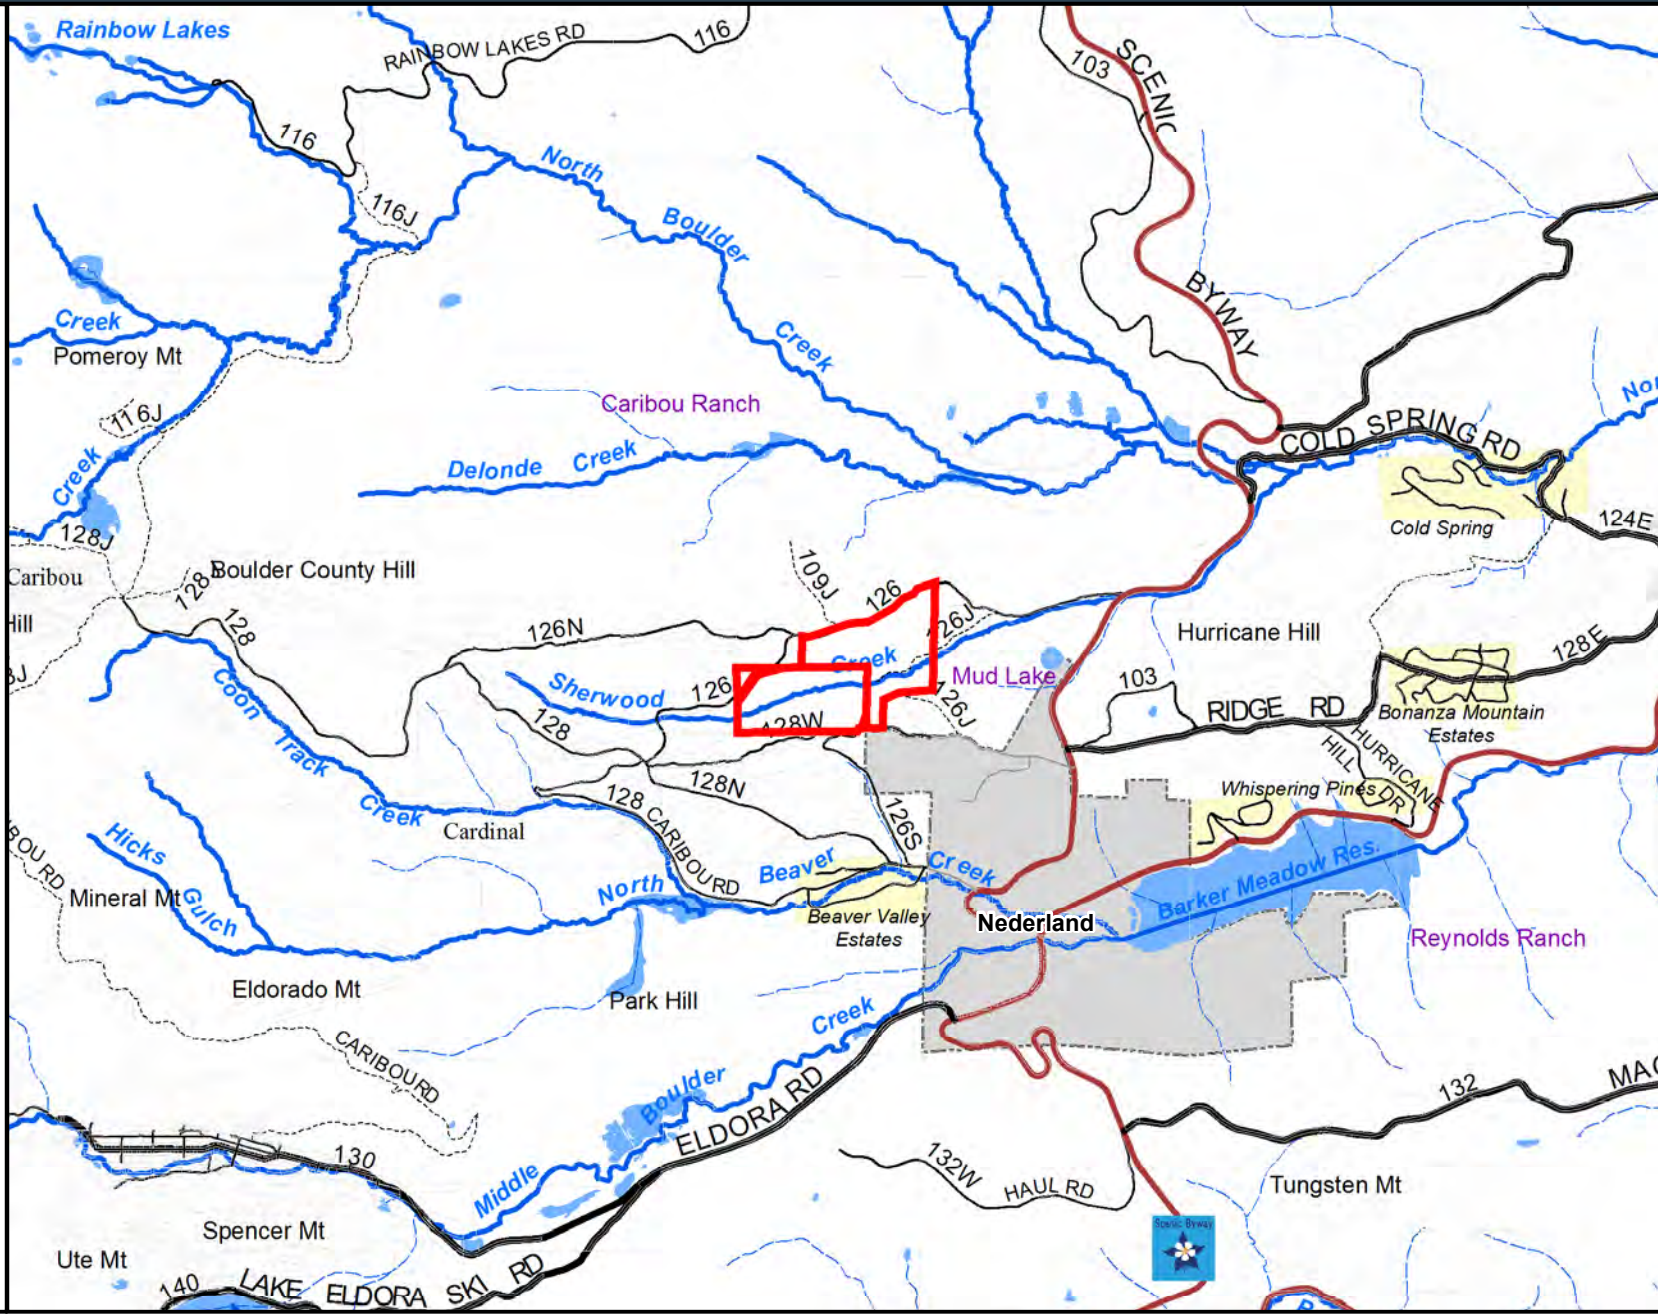 Rainbow Lakes
RAINBOW LAKES RD
116
103
SCENIC
116
North
116J
Boulder
BYWAY
Creek
Pomeroy Mt
Creek
Caribou Ranch
116J
COLD SPRING RD
Creek
Delonde Creek
Cold Spring
124E
128J
Caribou
128J
Boulder County Hill
109J
126
128
126N
126J
Hurricane Hill
128E
Creek
Mud Lake
Sherwood
126
103
126J
RIDGE RD
Bonanza Mountain
Estates
Coon
Track
Creek
128
128W
HURRICANE
HILL
DR
128N
Whispering Pines
128 CARIBOU RD
126S
Cardinal
Hicks
Gulch
Beaver
Creek
Barker Meadow Res.
Mineral Mt
North
Beaver Valley
Estates
Nederland
Reynolds Ranch
Eldorado Mt
Park Hill
Creek
CARIBOU RD
Boulder
ELDORA RD
132
130
Middle
132W
HAUL RD
Tungsten Mt
Spencer Mt
Scenic Byway
Ute Mt
140
LAKE ELDORA SKI RD